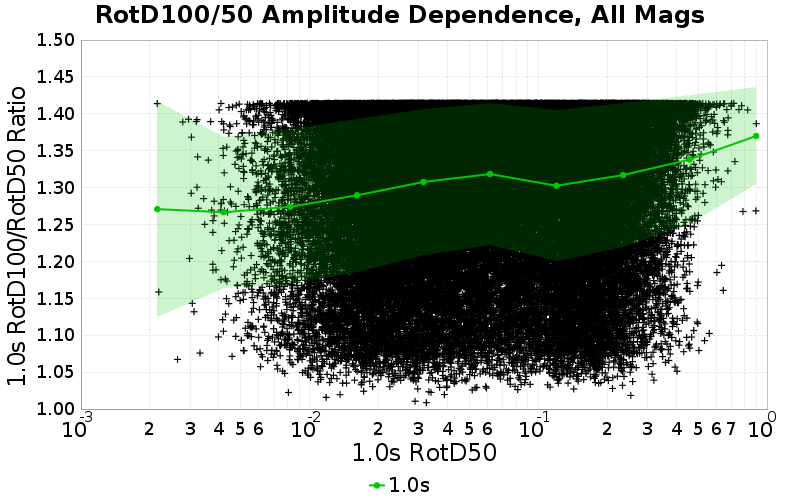 RotD100/50 Amplitude Dependence, All Mags
1.0s RotD100/RotD50 Ratio
1.50
1.45
1.40
1.35
1.30
1.25
1.20
1.15
1.10
1.05
1.00
10-3 2 3 4 5 6 10-2 2 3 4 5 6 10-1 2 3 4 5 6 7 100
1.0s RotD50
1.0s